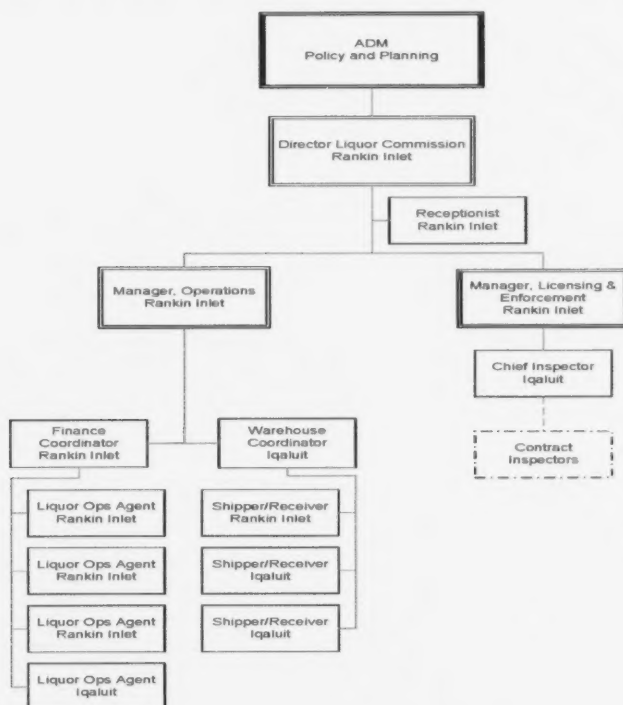 ADM
Policy and Planning
Director Liquor Commission
Rankin Inlet
Receptionist
Rankin Inlet
Manager, Operations
Rankin Inlet
Manager, Licensing &
Enforcement
Rankin Inlet
Chief Inspector
Iqaluit
Contract
Inspectors
Finance
Coordinator
Rankin Inlet
Warehouse
Coordinator
Iqaluit
Liquor Ops Agent
Rankin Inlet
Shipper/Receiver
Rankin Inlet
Liquor Ops Agent
Rankin Inlet
Shipper/Receiver
Iqaluit
Liquor Ops Agent
Rankin Inlet
Shipper/Receiver
Iqaluit
Liquor Ops Agent
Iqaluit